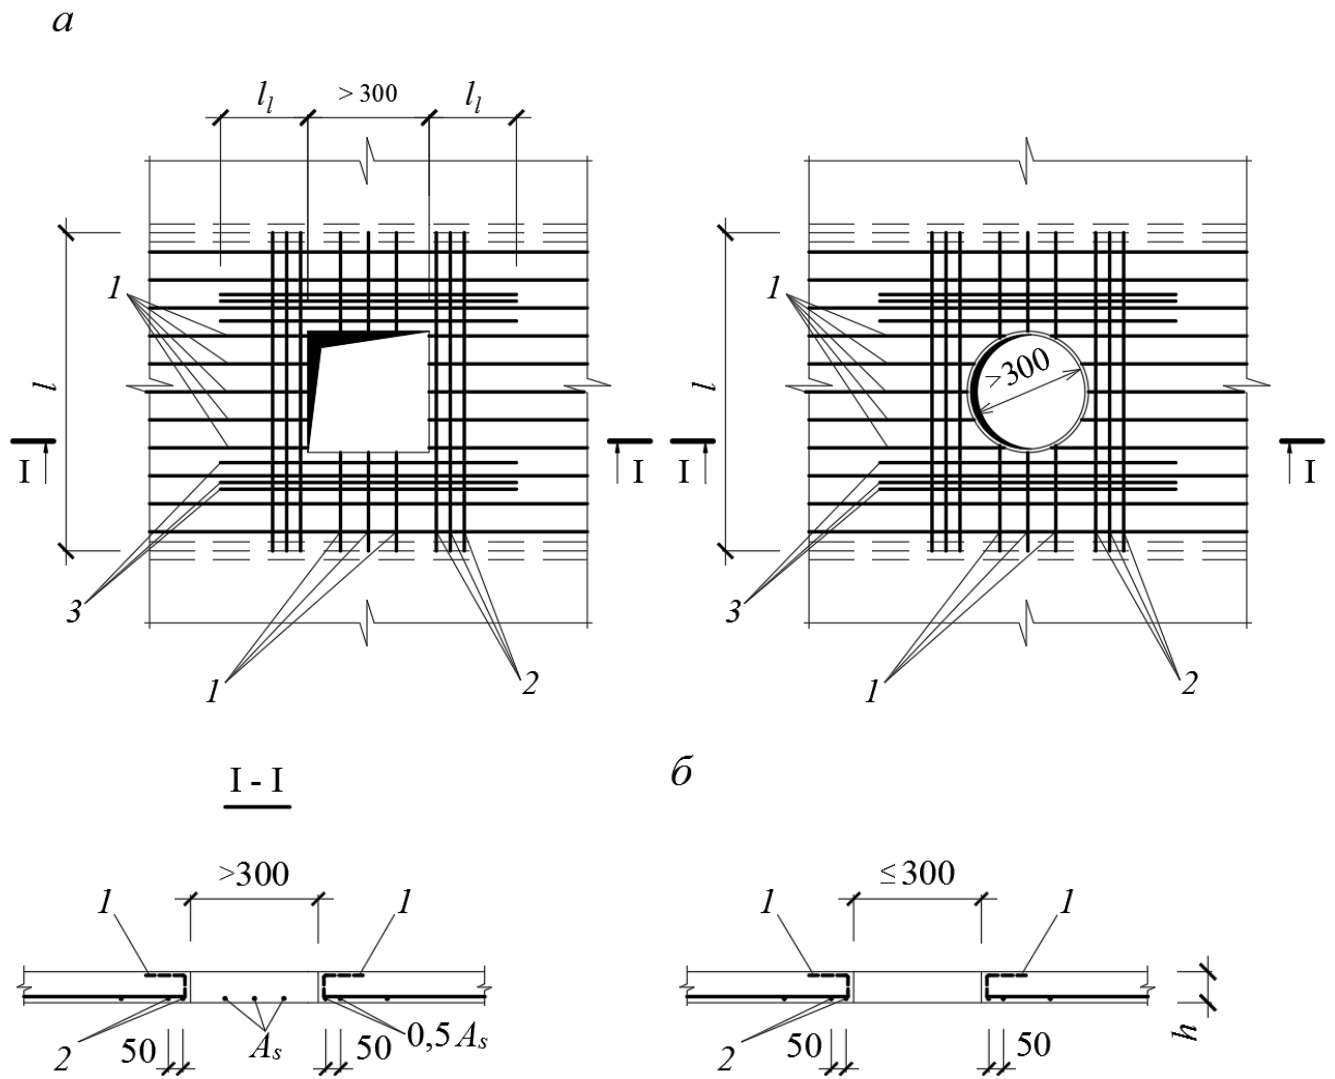 а
l_l > 300 l_l
1 1
l l
>300
I I I I
3 3
1 2 1 2
I - I
б
>300 ≤ 300
1 1 1 1
2 50 A_s 50 0,5 A_s 2 50 50 h